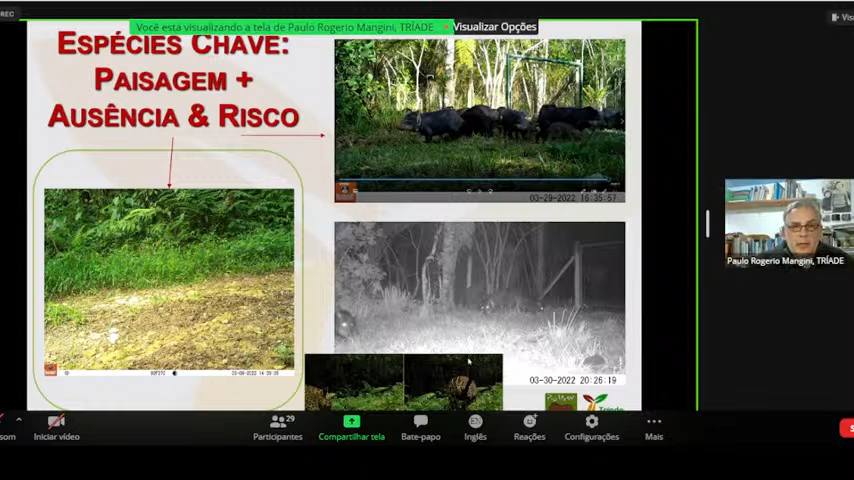 REC
Você está visualizando a tela de Paulo Rogerio Mangini, TRÍADE
Visualizar Opções
ESPÉCIES CHAVE:
PAISAGEM +
AUSÊNCIA & RISCO
03-29-2022 16:35:57
03-30-2022 20:26:19
Paulo Rogerio Mangini, TRÍADE
som
Iniciar vídeo
Participantes
29
Compartilhar tela
Bate-papo
Inglês
Reações
Configurações
Mais